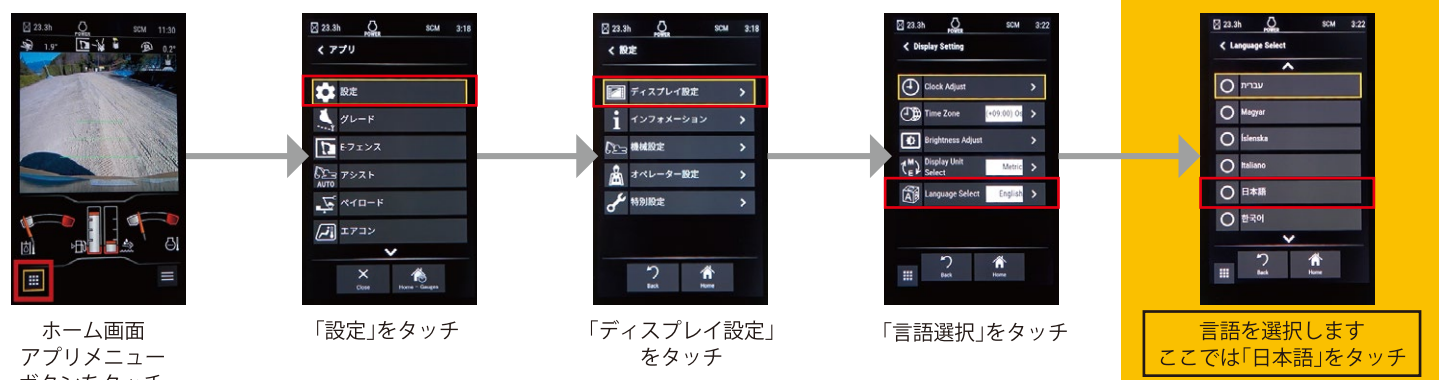 23.3h POWER SCM 11:30
1.9° 0.2°
ホーム画面
アプリメニュー
ボタンをタッチ
23.3h POWER SCM 3:18
アプリ
設定
グレード
E-フェンス
アシスト
AUTO
ペイロード
エアコン
Close Home - Gauges
「設定」をタッチ
23.3h POWER SCM 3:18
設定
ディスプレイ設定
インフォメーション
機械設定
オペレーター設定
特別設定
Back Home
「ディスプレイ設定」
をタッチ
23.3h POWER SCM 3:22
Display Setting
Clock Adjust
Time Zone (+09:00) Os
Brightness Adjust
Display Unit
Select Metric
Language Select English
Back Home
「言語選択」をタッチ
23.3h POWER SCM 3:22
Language Select
עברית
Magyar
Íslenska
Italiano
日本語
한국어
Back Home
言語を選択します
ここでは「日本語」をタッチ